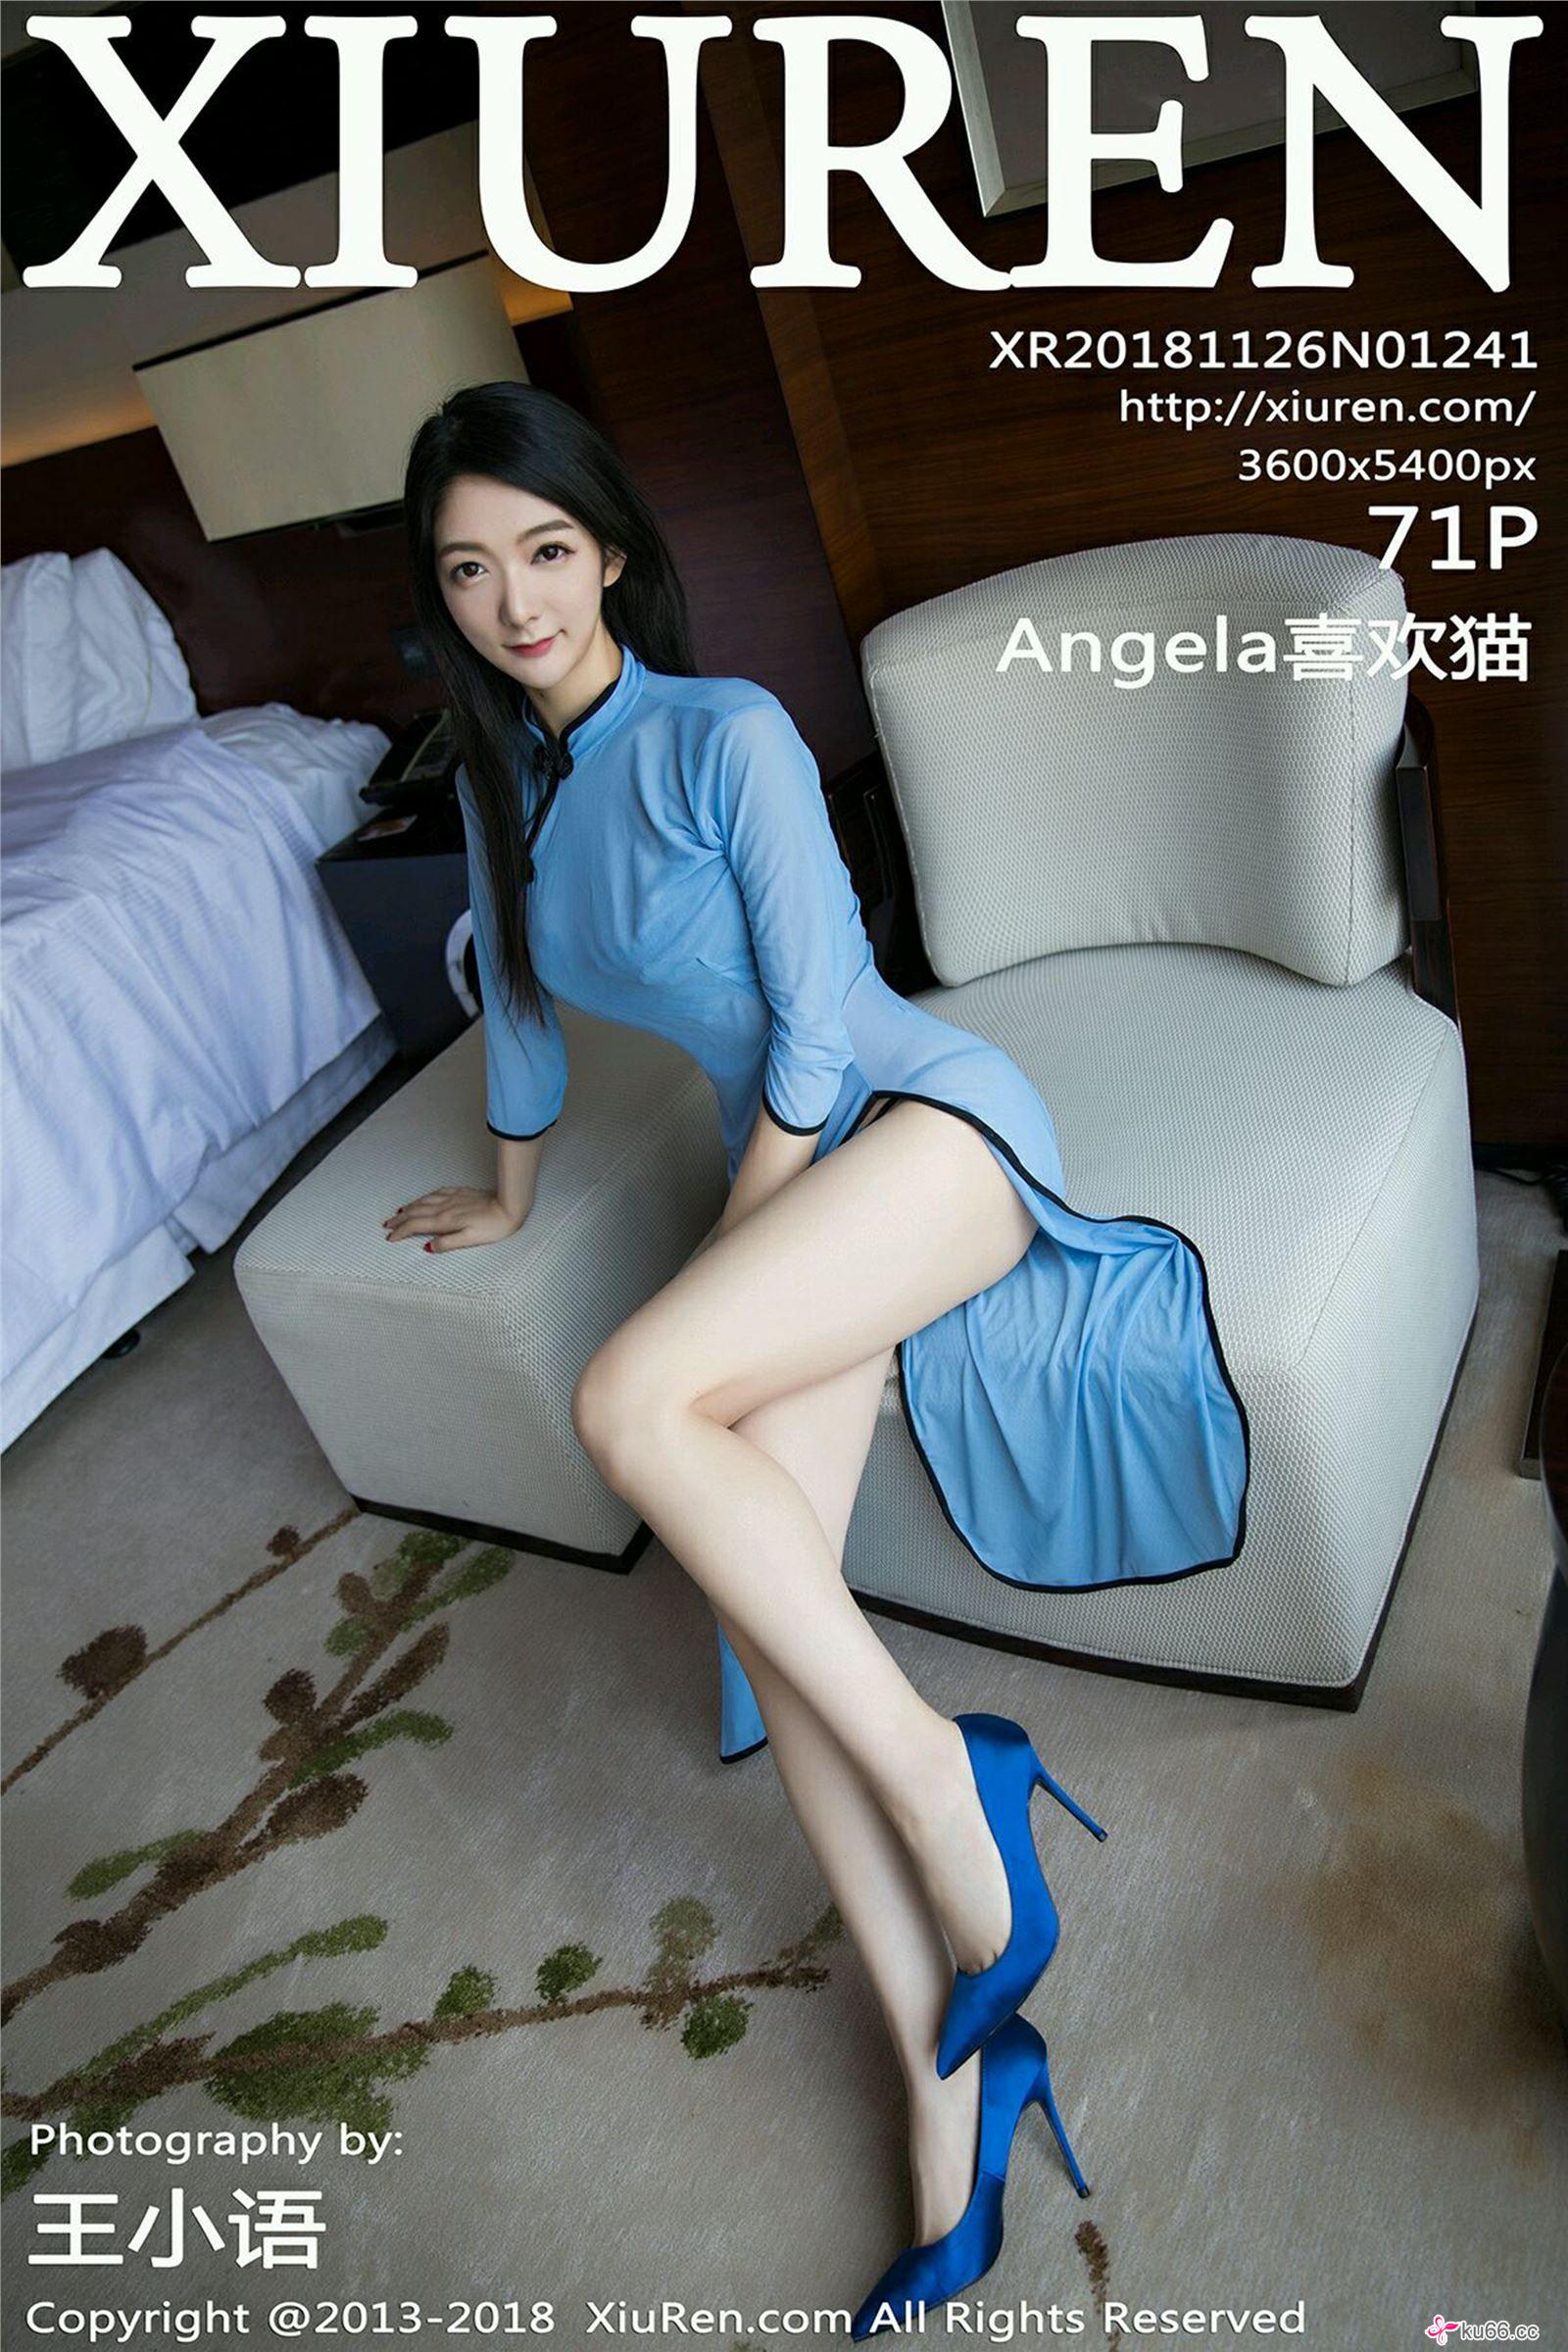 XIUREN
XR20181126N01241
http://xiuren.com/
3600x5400px
71P
Angela喜欢猫
Photography by:
王小语
Copyright @2013-2018 XiuRen.com All Rights Reserved
ku66.cc